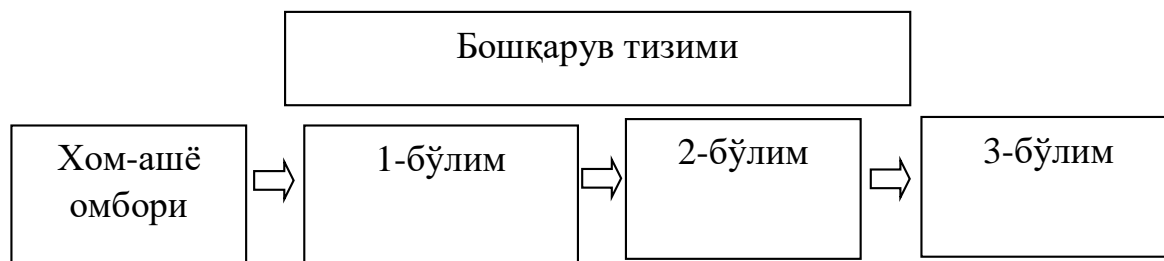 Бошқарув тизими
Хом-ашё
омбори
1-бўлим
2-бўлим
3-бўлим